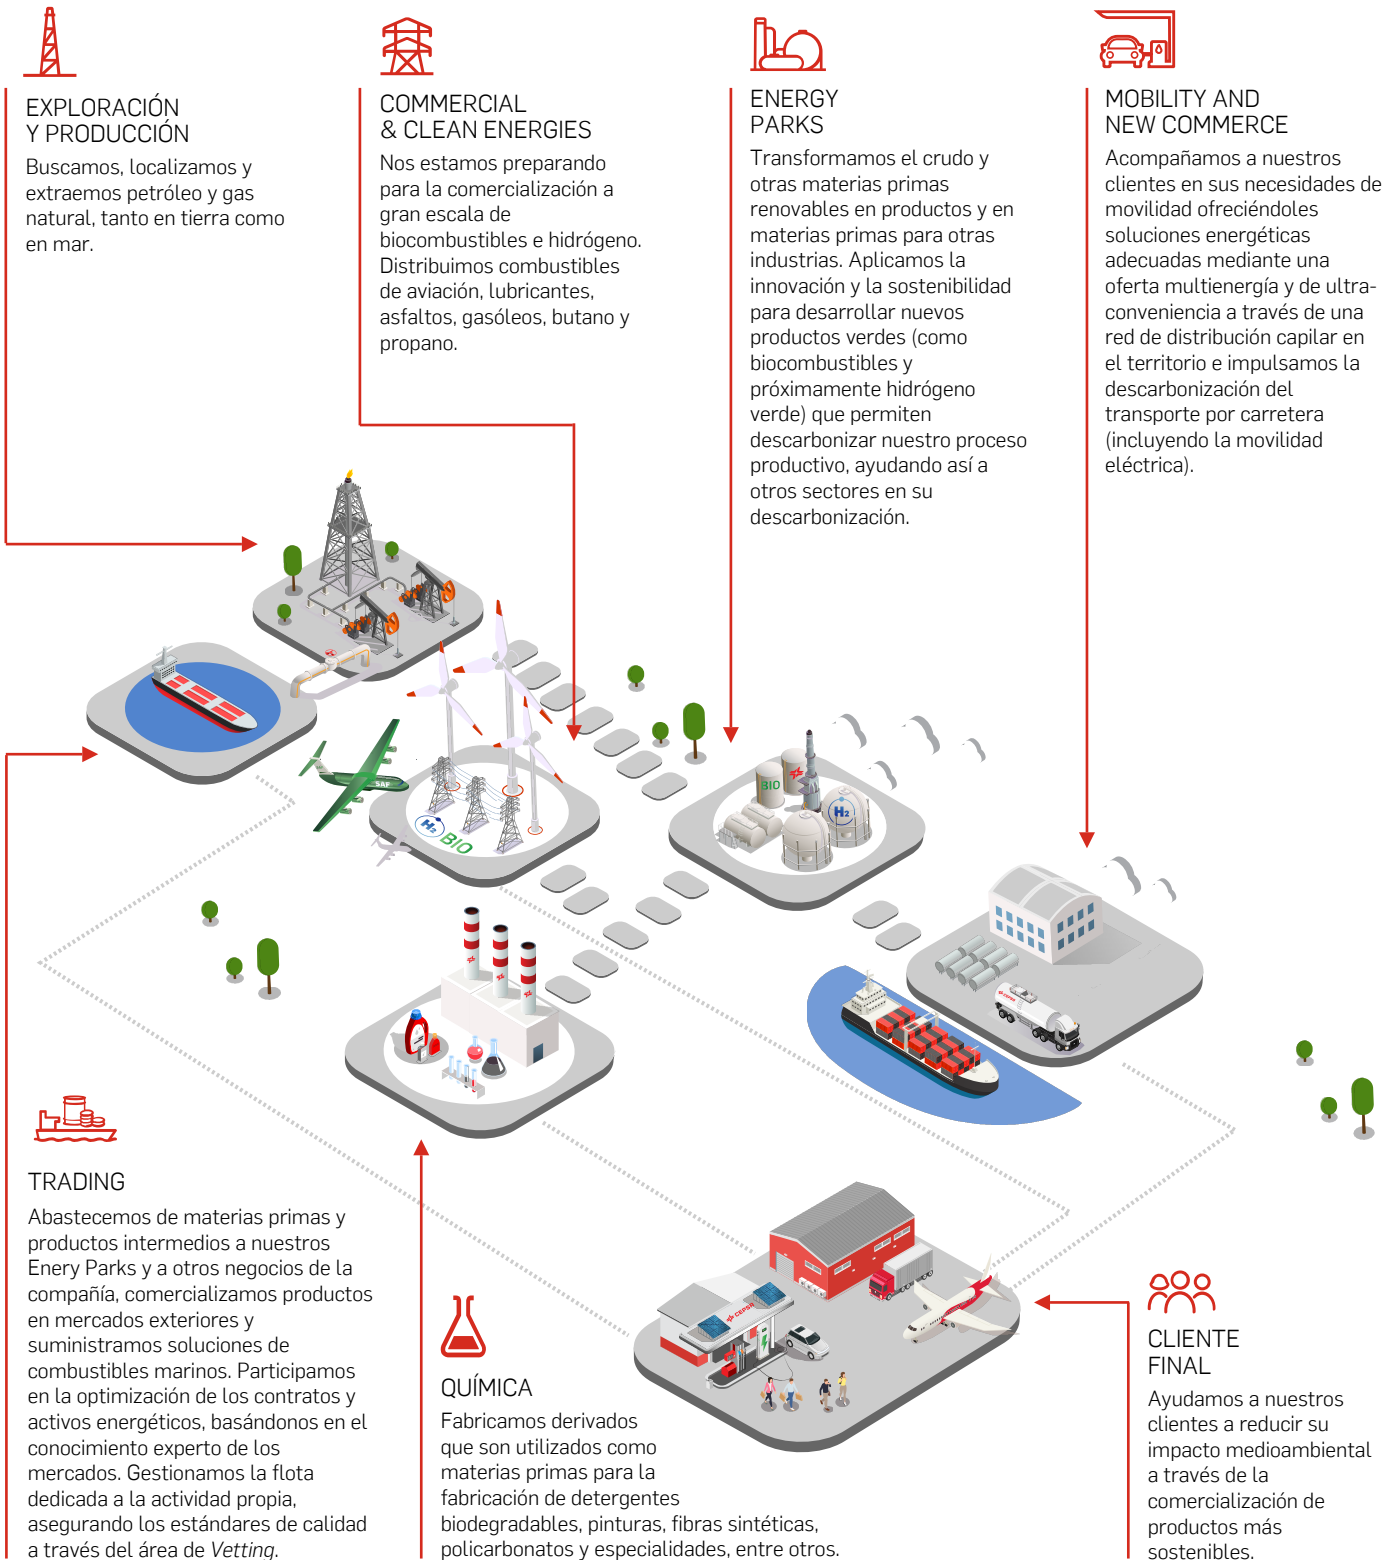 EXPLORACIÓN
Y PRODUCCIÓN
Buscamos, localizamos y
extraemos petróleo y gas
natural, tanto en tierra como
en mar.
COMMERCIAL
& CLEAN ENERGIES
Nos estamos preparando
para la comercialización a
gran escala de
biocombustibles e hidrógeno.
Distribuimos combustibles
de aviación, lubricantes,
asfaltos, gasóleos, butano y
propano.
ENERGY
PARKS
Transformamos el crudo y
otras materias primas
renovables en productos y en
materias primas para otras
industrias. Aplicamos la
innovación y la sostenibilidad
para desarrollar nuevos
productos verdes (como
biocombustibles y
próximamente hidrógeno
verde) que permiten
descarbonizar nuestro proceso
productivo, ayudando así a
otros sectores en su
descarbonización.
MOBILITY AND
NEW COMMERCE
Acompañamos a nuestros
clientes en sus necesidades de
movilidad ofreciéndoles
soluciones energéticas
adecuadas mediante una
oferta multienergía y de ultra-
conveniencia a través de una
red de distribución capilar en
el territorio e impulsamos la
descarbonización del
transporte por carretera
(incluyendo la movilidad
eléctrica).
SAF
H2
BIO
BIO
H2
CEPSA
CEPSA
TRADING
Abastecemos de materias primas y
productos intermedios a nuestros
Enery Parks y a otros negocios de la
compañía, comercializamos productos
en mercados exteriores y
suministramos soluciones de
combustibles marinos. Participamos
en la optimización de los contratos y
activos energéticos, basándonos en el
conocimiento experto de los
mercados. Gestionamos la flota
dedicada a la actividad propia,
asegurando los estándares de calidad
a través del área de Vetting.
QUÍMICA
Fabricamos derivados
que son utilizados como
materias primas para la
fabricación de detergentes
biodegradables, pinturas, fibras sintéticas,
policarbonatos y especialidades, entre otros.
CLIENTE
FINAL
Ayudamos a nuestros
clientes a reducir su
impacto medioambiental
a través de la
comercialización de
productos más
sostenibles.